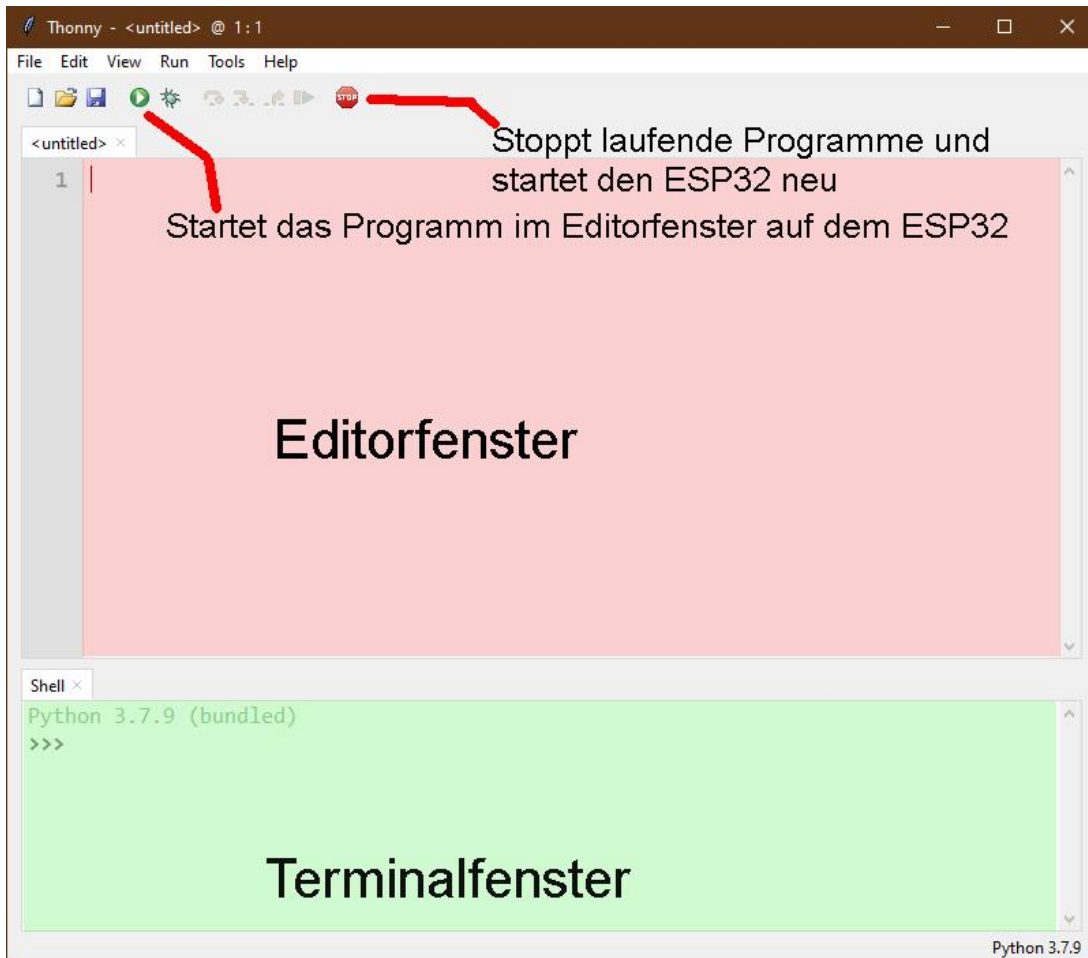 Thonny - <untitled> @ 1:1
File Edit View Run Tools Help
STOP
<untitled> ×
Stoppt laufende Programme und
1
startet den ESP32 neu
Startet das Programm im Editorfenster auf dem ESP32
Editorfenster
Shell ×
Python 3.7.9 (bundled)
>>>
Terminalfenster
Python 3.7.9